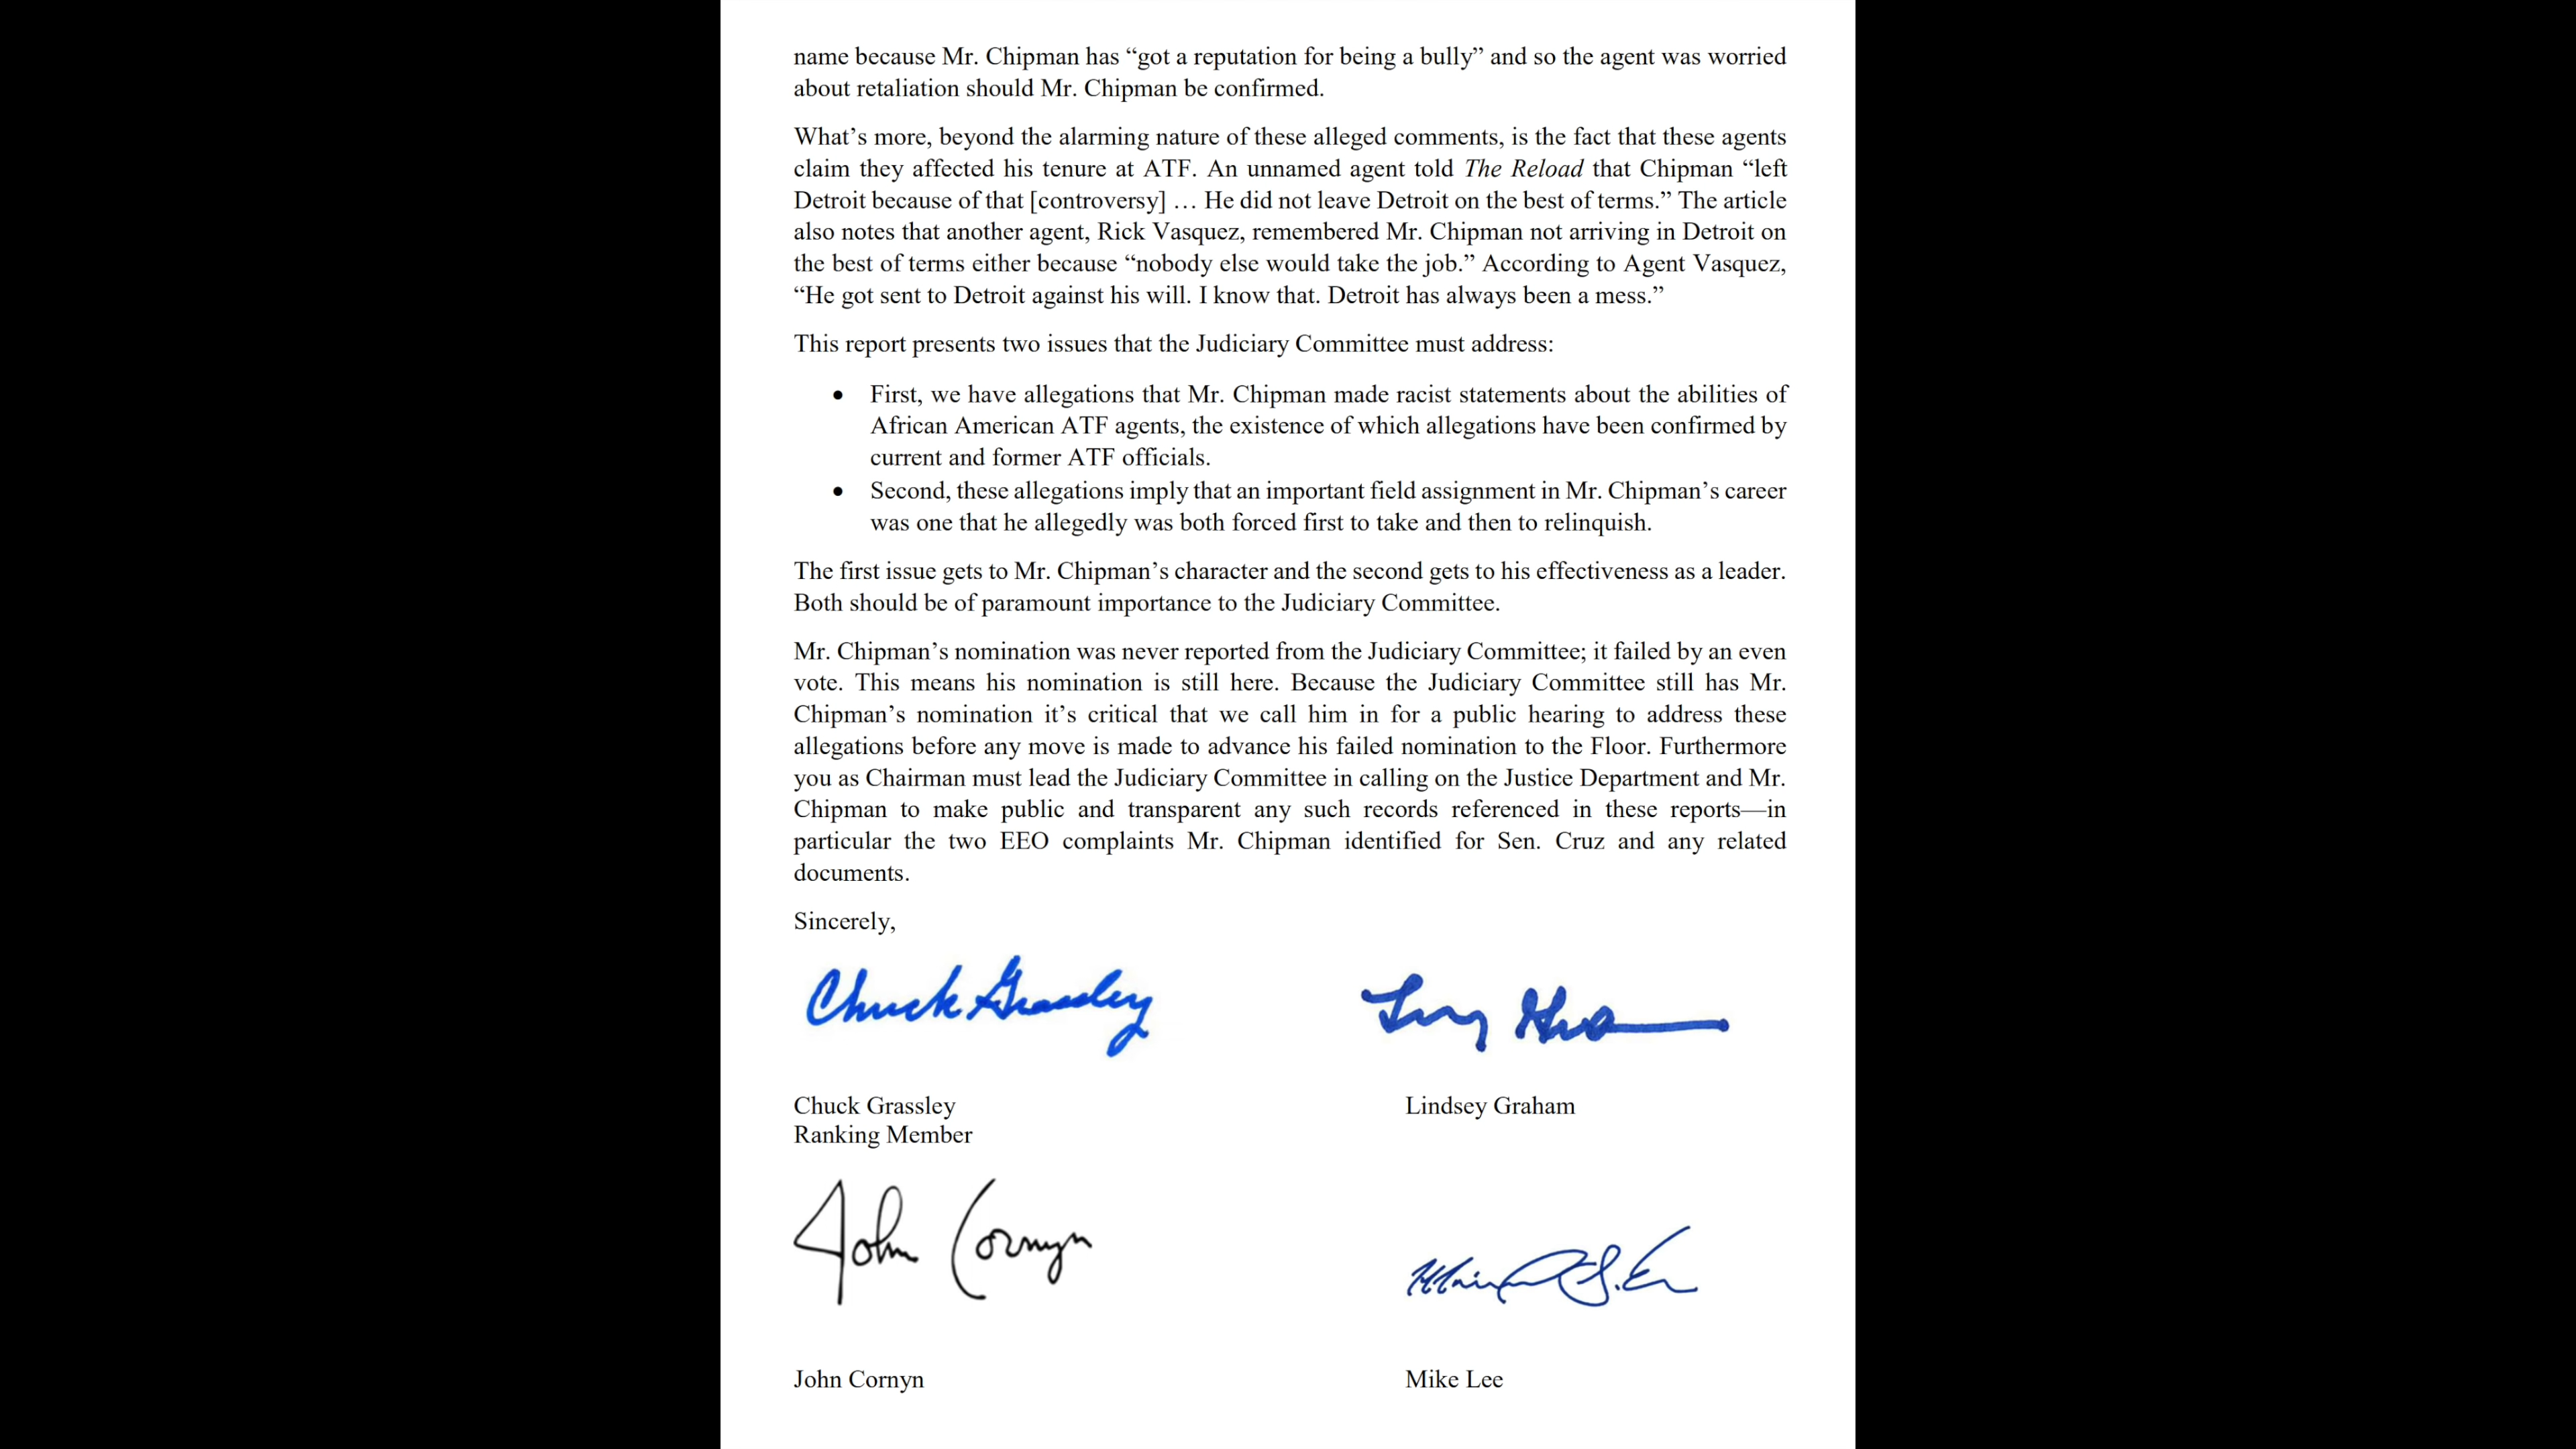 name because Mr. Chipman has “got a reputation for being a bully” and so the agent was worried
about retaliation should Mr. Chipman be confirmed.
What’s more, beyond the alarming nature of these alleged comments, is the fact that these agents
claim they affected his tenure at ATF. An unnamed agent told The Reload that Chipman “left
Detroit because of that [controversy] … He did not leave Detroit on the best of terms.” The article
also notes that another agent, Rick Vasquez, remembered Mr. Chipman not arriving in Detroit on
the best of terms either because “nobody else would take the job.” According to Agent Vasquez,
“He got sent to Detroit against his will. I know that. Detroit has always been a mess.”
This report presents two issues that the Judiciary Committee must address:
• First, we have allegations that Mr. Chipman made racist statements about the abilities of
African American ATF agents, the existence of which allegations have been confirmed by
current and former ATF officials.
• Second, these allegations imply that an important field assignment in Mr. Chipman’s career
was one that he allegedly was both forced first to take and then to relinquish.
The first issue gets to Mr. Chipman’s character and the second gets to his effectiveness as a leader.
Both should be of paramount importance to the Judiciary Committee.
Mr. Chipman’s nomination was never reported from the Judiciary Committee; it failed by an even
vote. This means his nomination is still here. Because the Judiciary Committee still has Mr.
Chipman’s nomination it’s critical that we call him in for a public hearing to address these
allegations before any move is made to advance his failed nomination to the Floor. Furthermore
you as Chairman must lead the Judiciary Committee in calling on the Justice Department and Mr.
Chipman to make public and transparent any such records referenced in these reports—in
particular the two EEO complaints Mr. Chipman identified for Sen. Cruz and any related
documents.
Sincerely,
Chuck Grassley
Chuck Grassley
Lindsey Graham
Ranking Member
John Cornyn
John Cornyn
Mike Lee